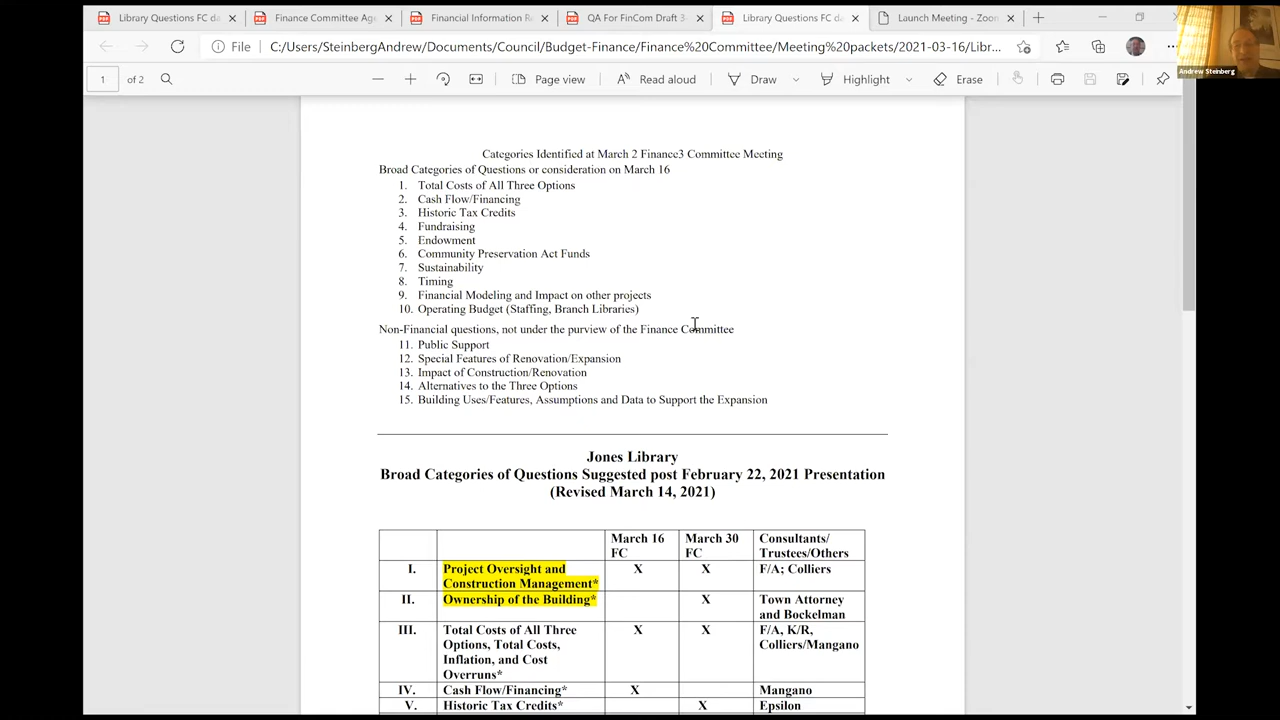 Library Questions FC da
Finance Committee Age
Financial Information R
QA For FinCom Draft 3-
Library Questions FC da
Launch Meeting - Zoo
File
C:/Users/SteinbergAndrew/Documents/Council/Budget-Finance/Finance%20Committee/Meeting%20packets/2021-03-16/Libr...
Andrew Steinberg
1 of 2
Page view
Read aloud
Draw
Highlight
Erase
Categories Identified at March 2 Finance3 Committee Meeting
Broad Categories of Questions or consideration on March 16
1. Total Costs of All Three Options
2. Cash Flow/Financing
3. Historic Tax Credits
4. Fundraising
5. Endowment
6. Community Preservation Act Funds
7. Sustainability
8. Timing
9. Financial Modeling and Impact on other projects
10. Operating Budget (Staffing, Branch Libraries)
Non-Financial questions, not under the purview of the Finance Committee
11. Public Support
12. Special Features of Renovation/Expansion
13. Impact of Construction/Renovation
14. Alternatives to the Three Options
15. Building Uses/Features, Assumptions and Data to Support the Expansion
Jones Library
Broad Categories of Questions Suggested post February 22, 2021 Presentation
(Revised March 14, 2021)
March 16 FC
March 30 FC
Consultants/ Trustees/Others
I. Project Oversight and Construction Management* X X F/A; Colliers
II. Ownership of the Building* X Town Attorney and Bockelman
III. Total Costs of All Three Options, Total Costs, Inflation, and Cost Overruns* X X F/A, K/R, Colliers/Mangano
IV. Cash Flow/Financing* X Mangano
V. Historic Tax Credits* X Epsilon